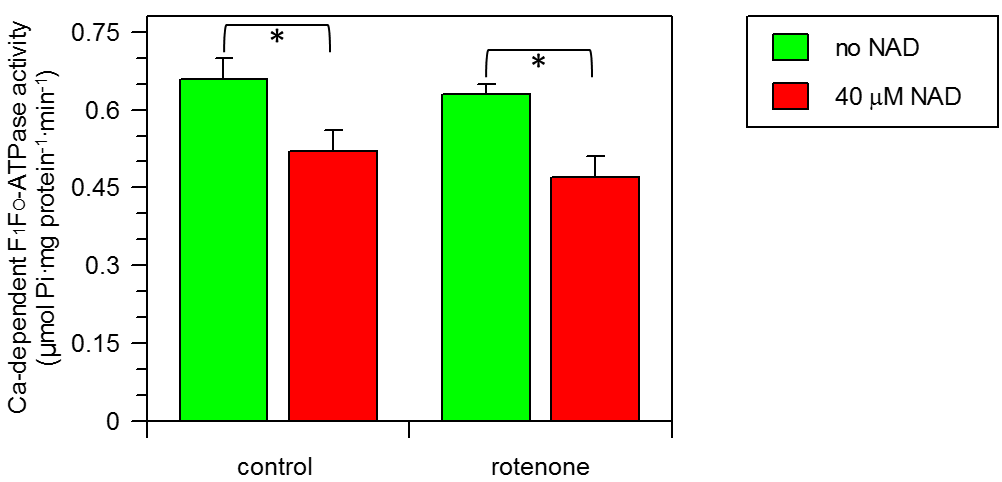 Ca-dependent F1FO-ATPase activity
(µmol Pi·mg protein⁻¹·min⁻¹)
0.75
0.6
0.45
0.3
0.15
0
*
*
control
rotenone
no NAD
40 µM NAD